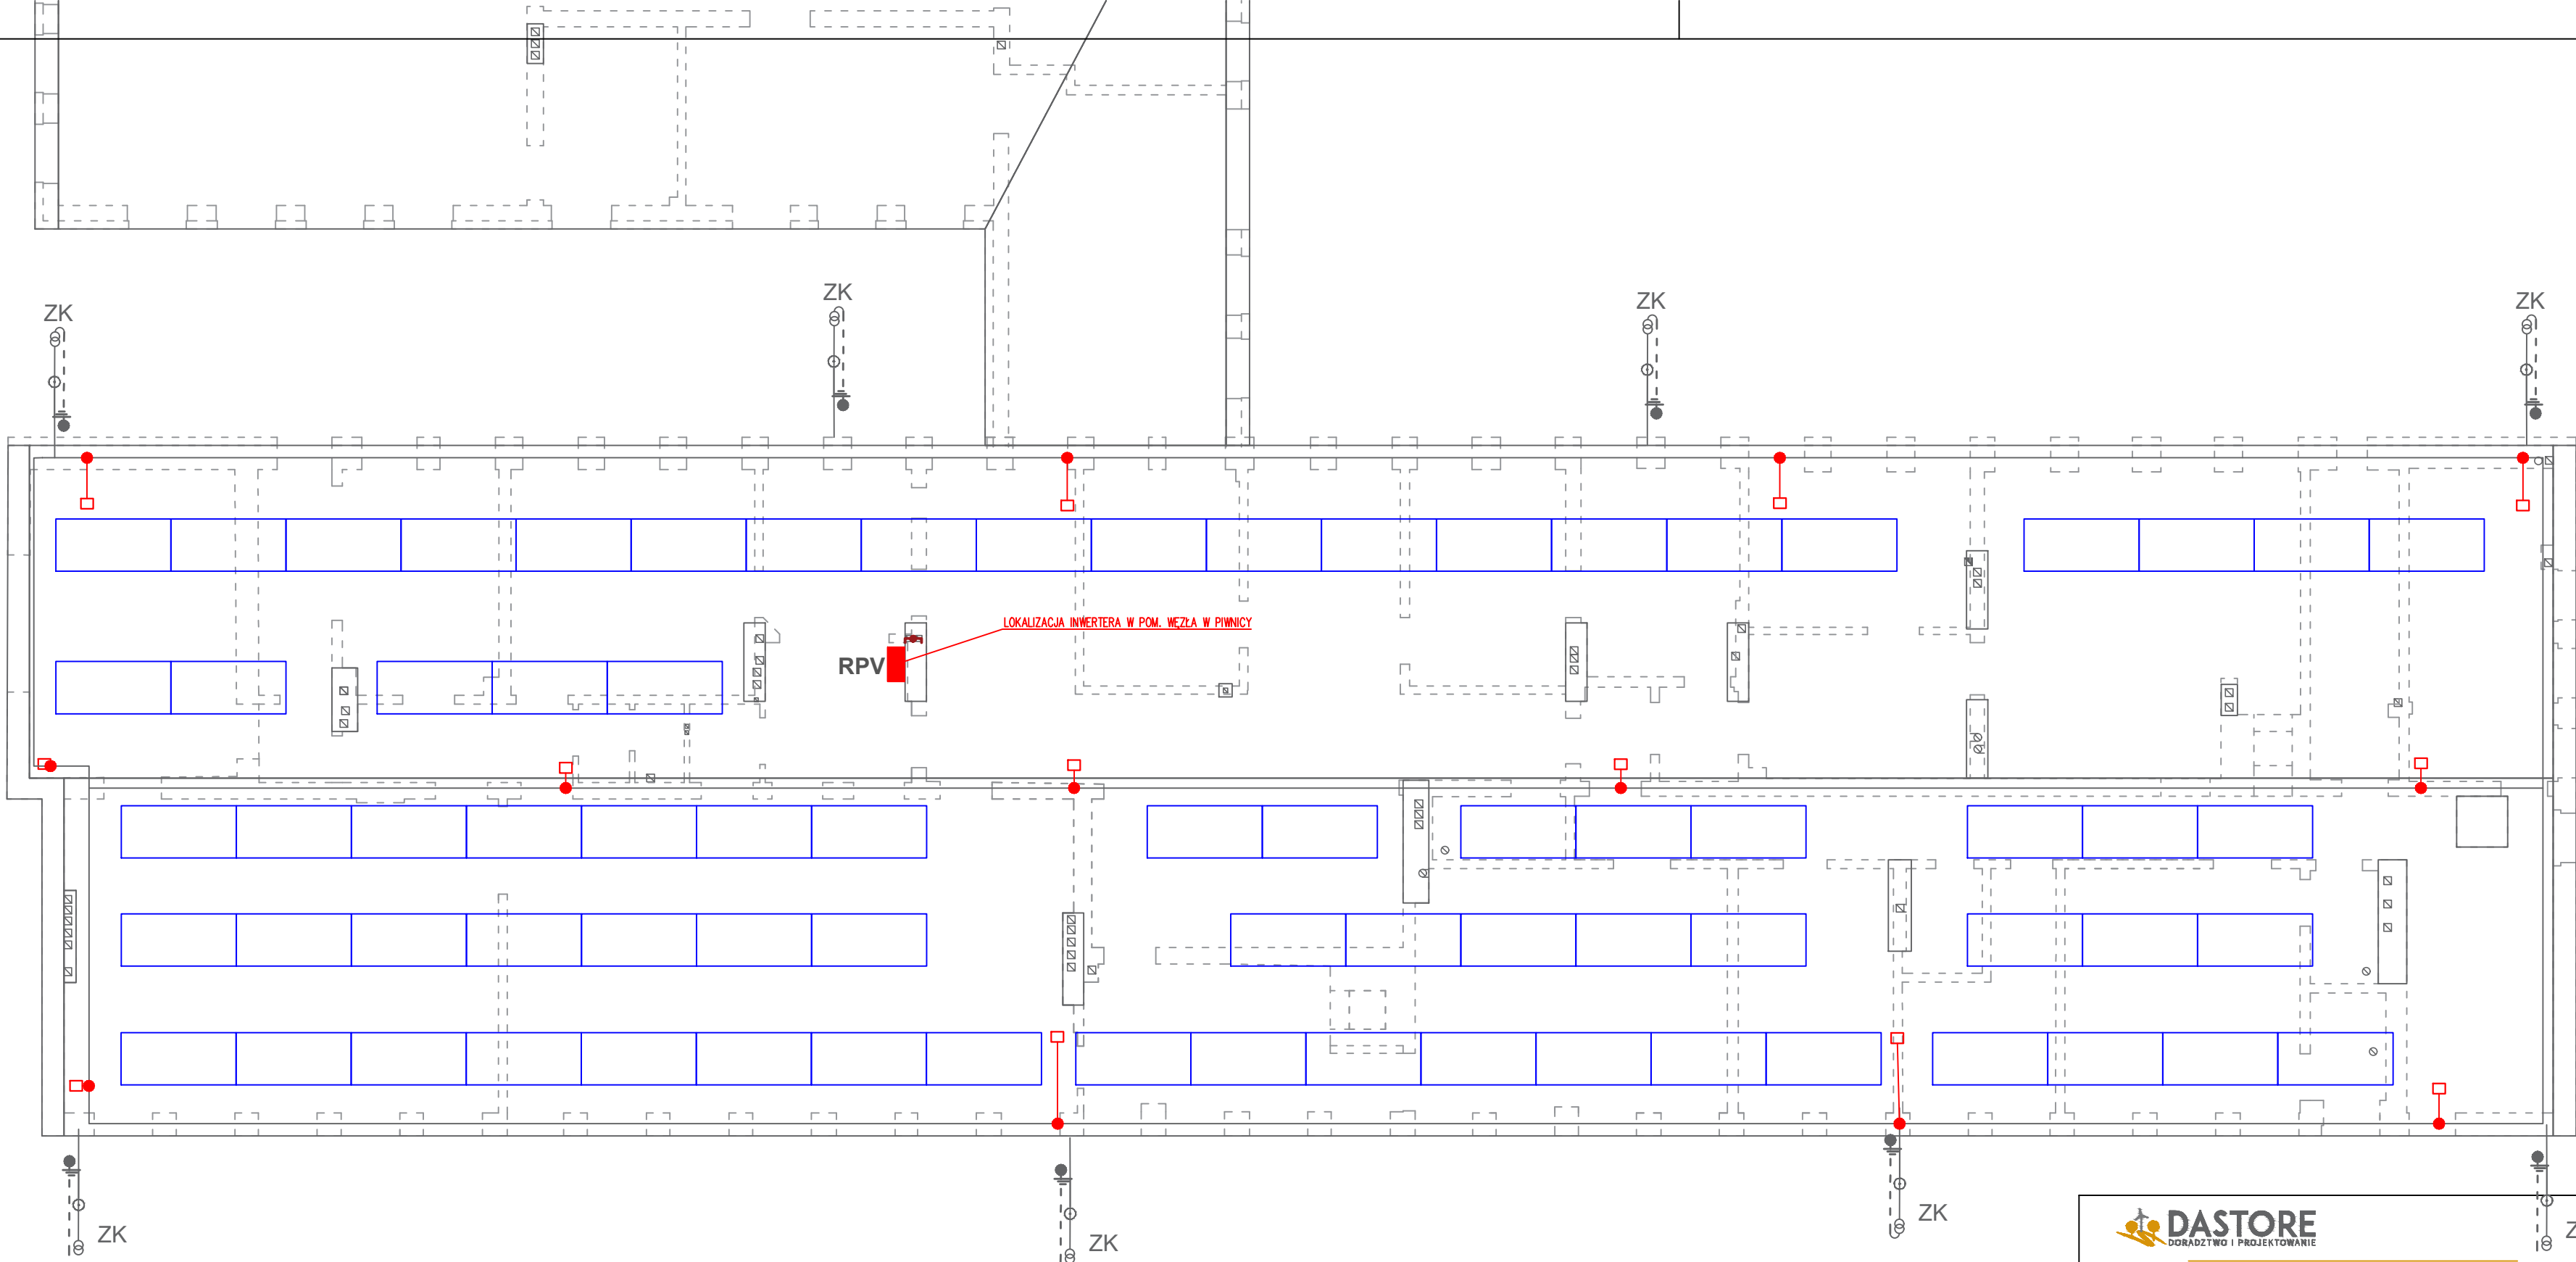 ZK
ZK
ZK
ZK
LOKALIZACJA INWERTERA W POM. WĘZŁA W PIWNICY
RPV
ZK
ZK
ZK
DASTORE
DORADZTWO I PROJEKTOWANIE